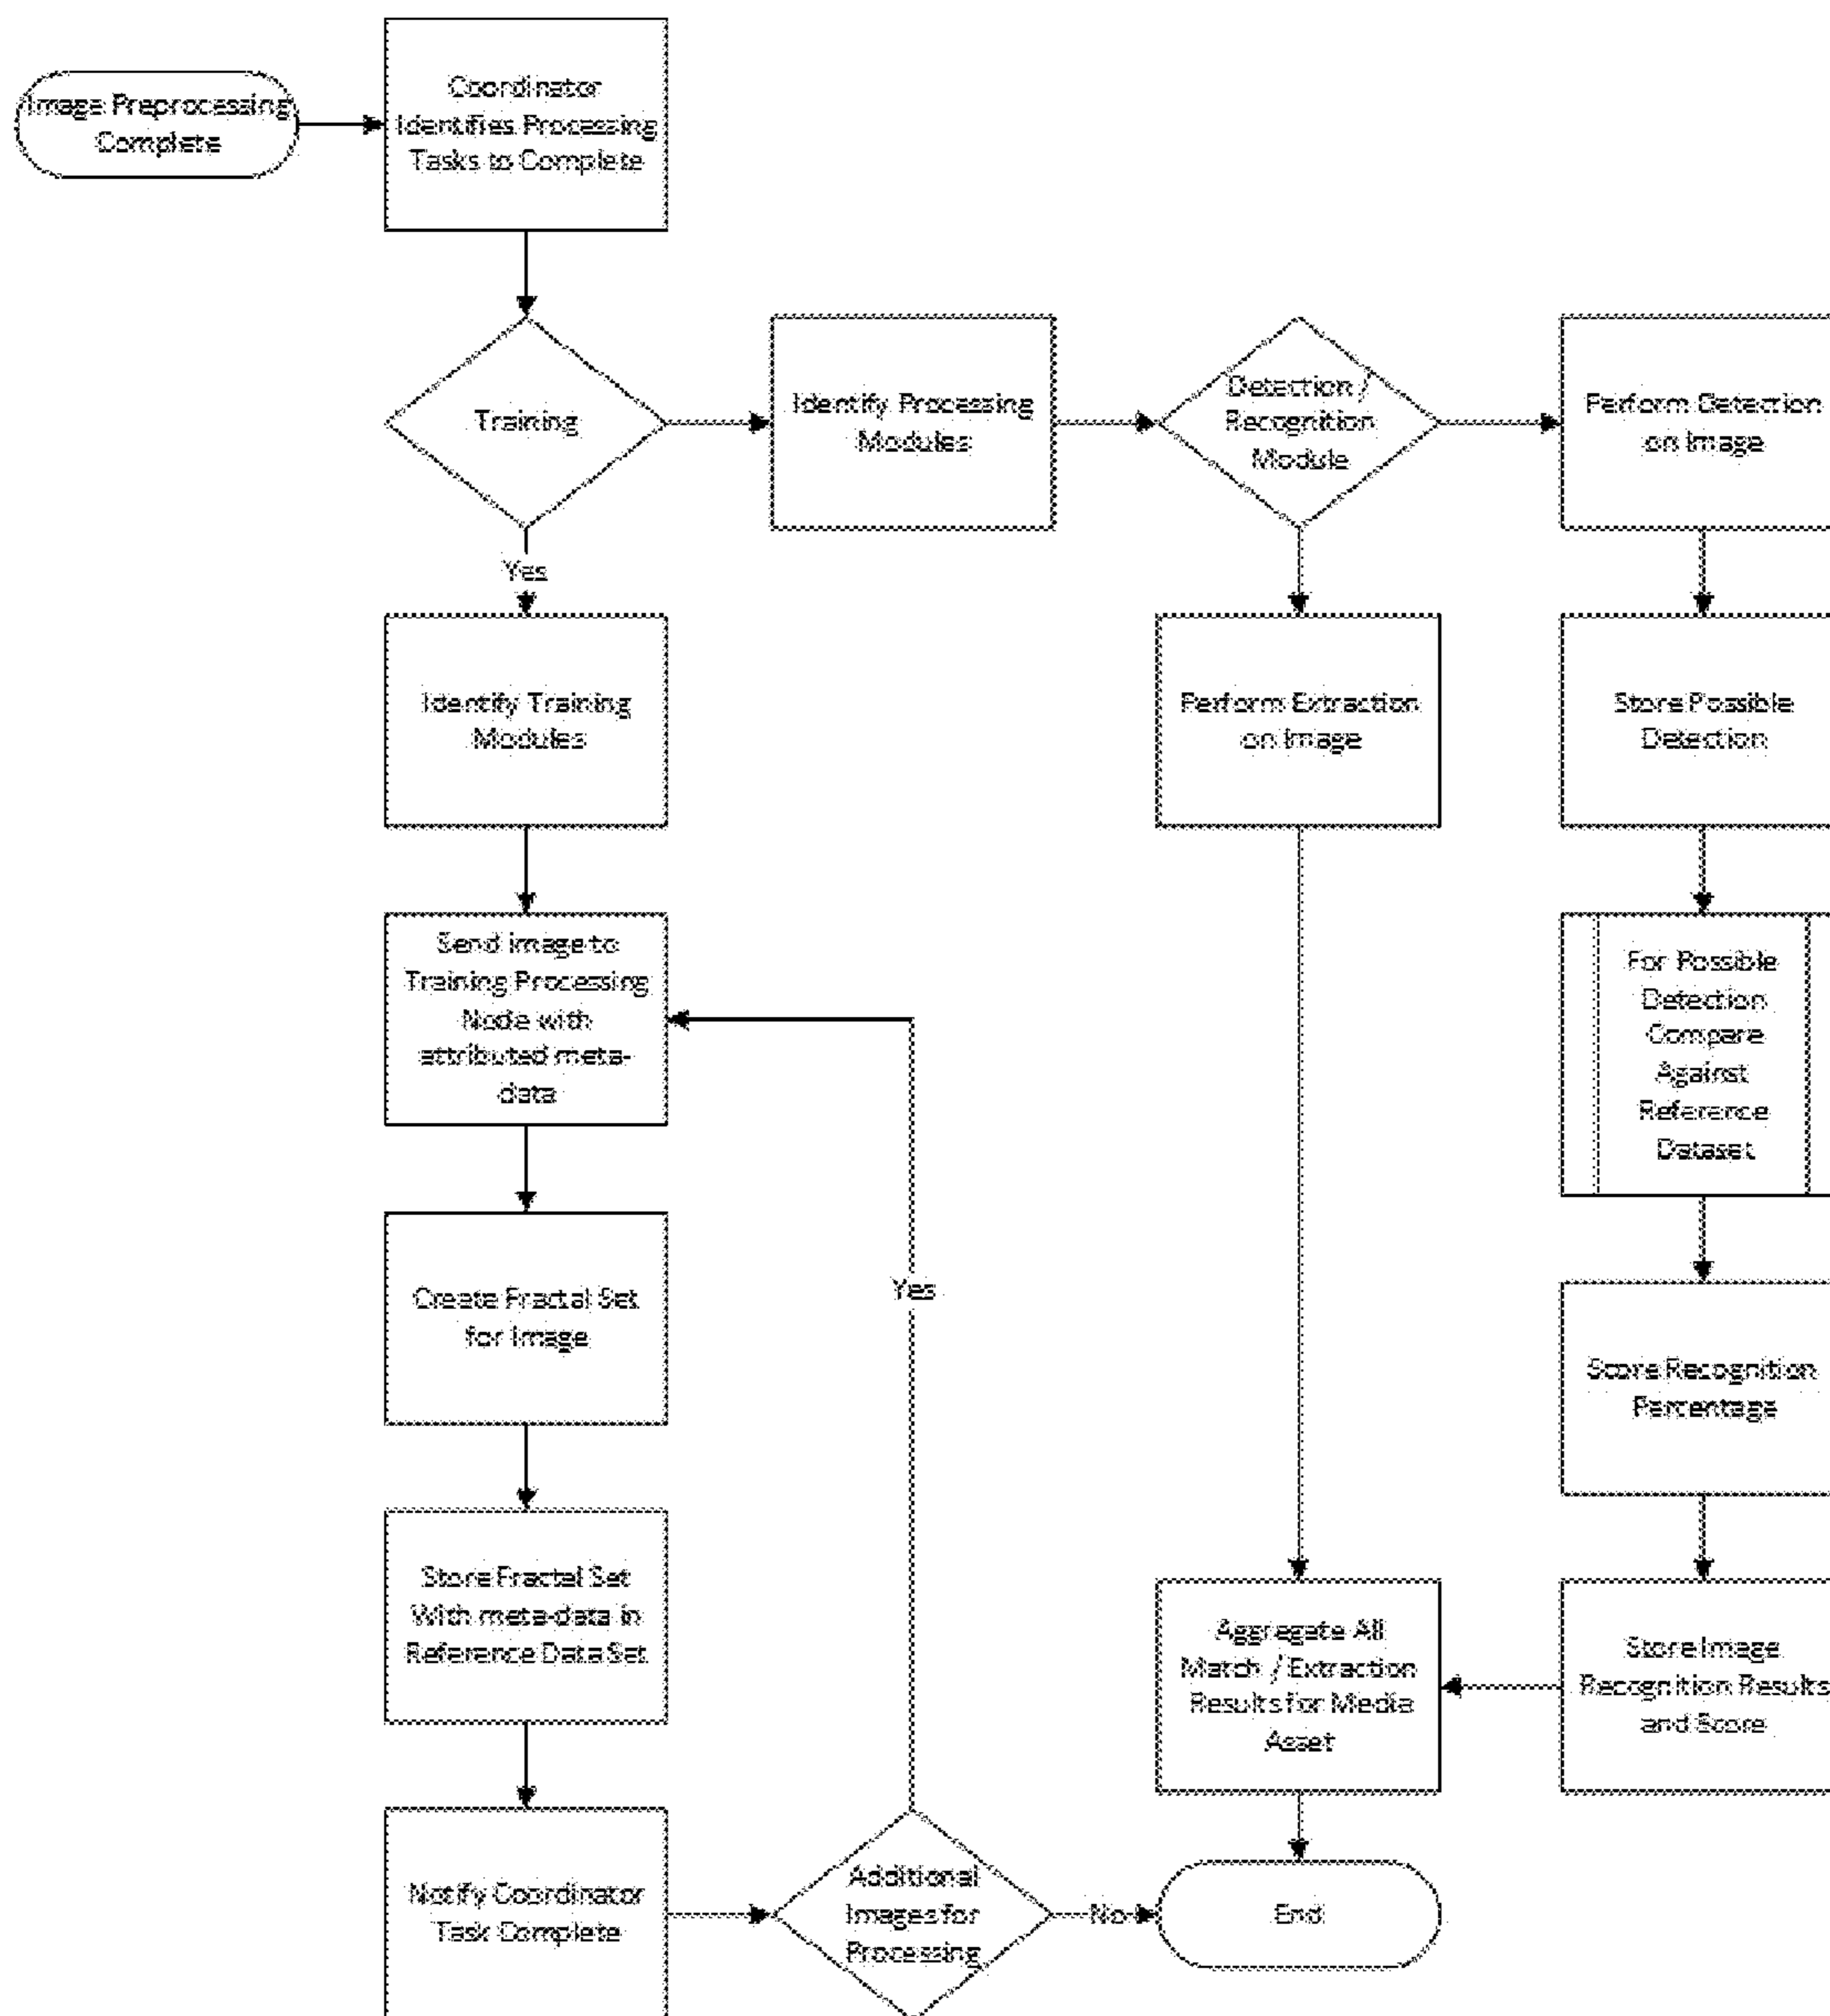 Image Preprocessing
Complete
Coordinator
Identifies Processing
Tasks to Complete
Training
Identify Processing
Modules
Detection /
Recognition
Module
Perform Detection
on Image
Yes
Identify Training
Modules
Perform Extraction
on Image
Store Possible
Detection
Send image to
Training Processing
Node with
attributed meta-
data
For Possible
Detection
Compare
Against
Reference
Dataset
Yes
Create Fractal Set
for Image
Score Recognition
Percentage
Store Fractal Set
With meta-data in
Reference Data Set
Aggregate All
Match / Extraction
Results for Media
Asset
Store Image
Recognition Results
and Score
Notify Coordinator
Task Complete
Additional
Images for
Processing
No
End